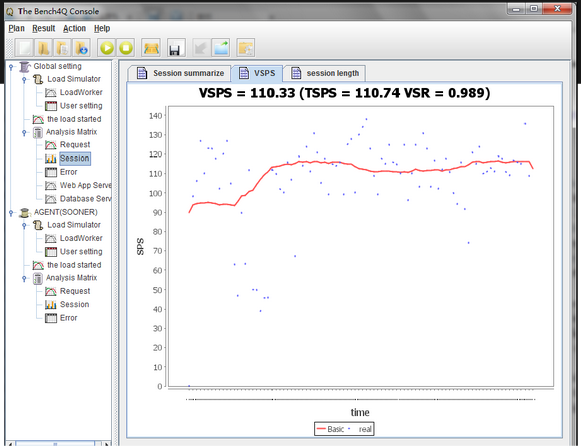 The Bench4Q Console
Plan Result Action Help
Global setting
Load Simulator
LoadWorker
User setting
the load started
Analysis Matrix
Request
Session
Error
Web App Serve
Database Serv
AGENT(SOONER)
Load Simulator
LoadWorker
User setting
the load started
Analysis Matrix
Request
Session
Error
Session summarize VSPS session length
VSPS = 110.33 (TSPS = 110.74 VSR = 0.989)
140
130
120
110
100
90
80
70
60
50
40
30
20
10
0
SPS
time
Basic real